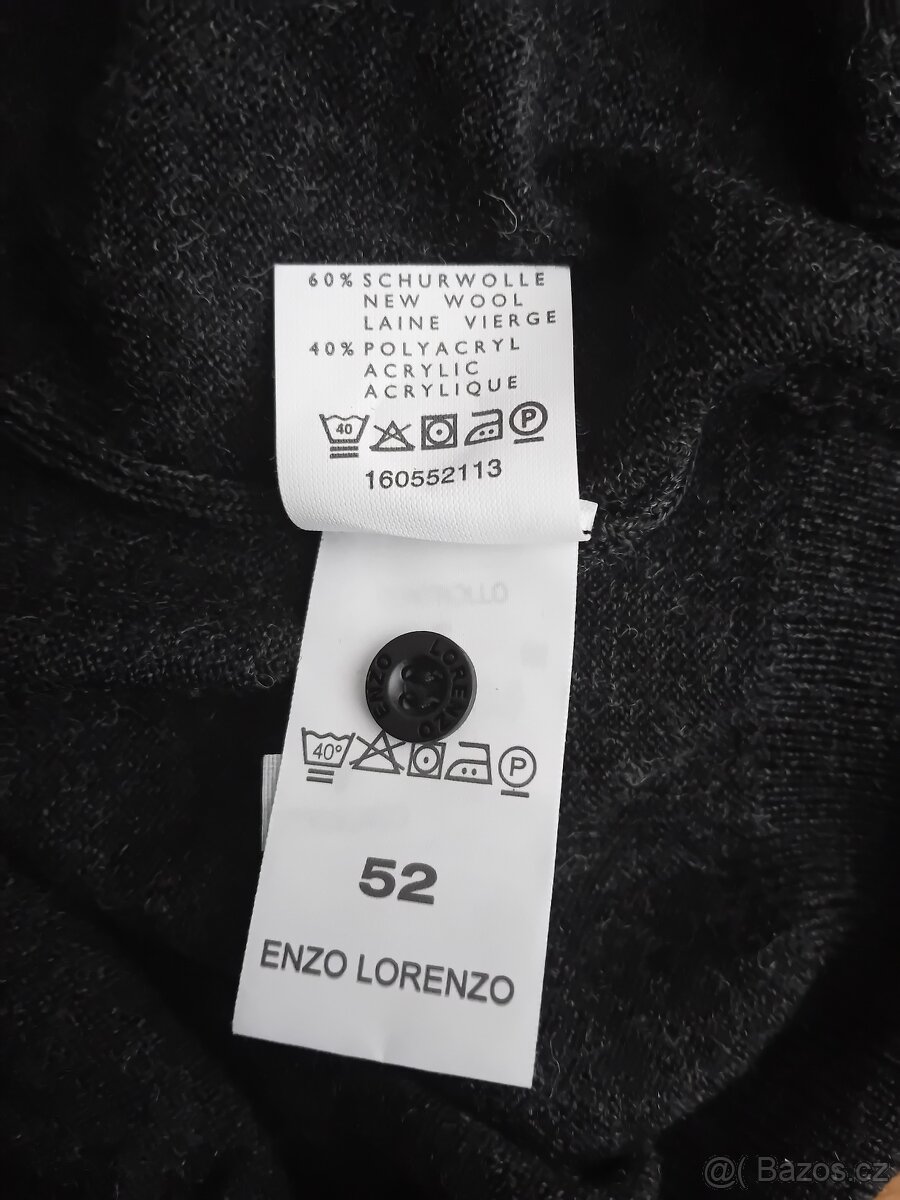 60% SCHURWOLLE
NEW WOOL
LAINE VIERGE
40% POLYACRYL
ACRYLIC
ACRYLIQUE
40 P
160552113
ENZO LORENZO
40° P
52
ENZO LORENZO
@( Bazos.cz